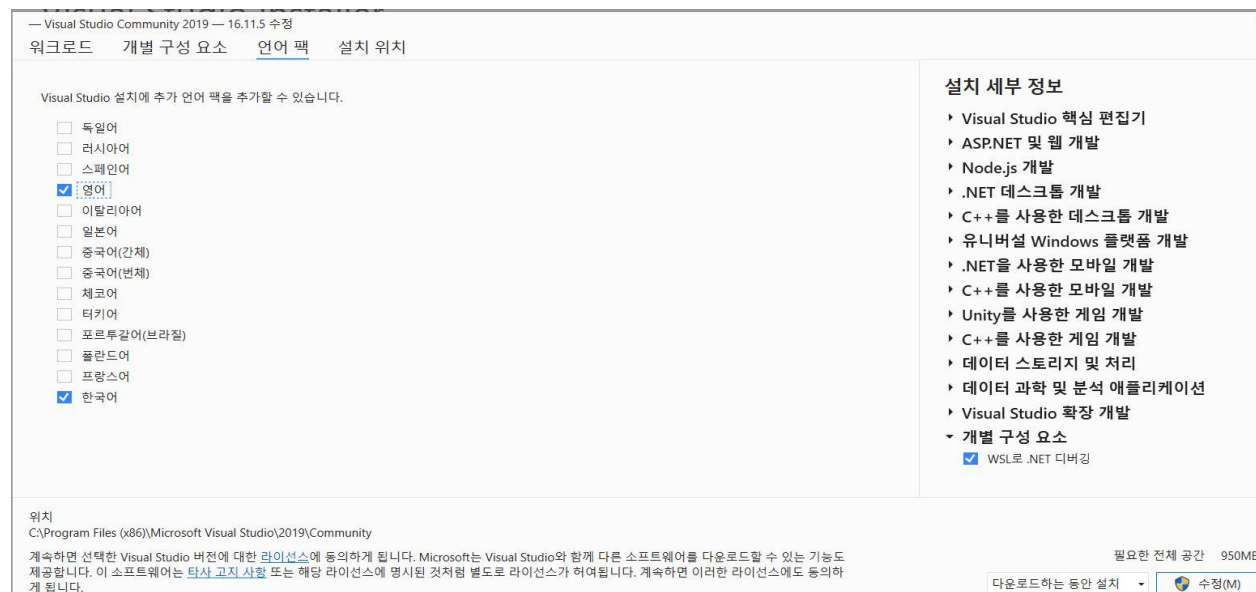 — Visual Studio Community 2019 — 16.11.5 수정
워크로드 개별 구성 요소 언어 팩 설치 위치
Visual Studio 설치에 추가 언어 팩을 추가할 수 있습니다.
독일어
러시아어
스페인어
영어
이탈리아어
일본어
중국어(간체)
중국어(번체)
체코어
터키어
포르투갈어(브라질)
폴란드어
프랑스어
한국어
설치 세부 정보
Visual Studio 핵심 편집기
ASP.NET 및 웹 개발
Node.js 개발
.NET 데스크톱 개발
C++를 사용한 데스크톱 개발
유니버설 Windows 플랫폼 개발
.NET을 사용한 모바일 개발
C++를 사용한 모바일 개발
Unity를 사용한 게임 개발
C++를 사용한 게임 개발
데이터 스토리지 및 처리
데이터 과학 및 분석 애플리케이션
Visual Studio 확장 개발
개별 구성 요소
WSL로 .NET 디버깅
위치
C:\Program Files (x86)\Microsoft Visual Studio\2019\Community
계속하면 선택한 Visual Studio 버전에 대한 라이선스에 동의하게 됩니다. Microsoft는 Visual Studio와 함께 다른 소프트웨어를 다운로드할 수 있는 기능도
제공합니다. 이 소프트웨어는 타사 고지 사항 또는 해당 라이선스에 명시된 것처럼 별도로 라이선스가 허여됩니다. 계속하면 이러한 라이선스에도 동의하
게 됩니다.
필요한 전체 공간 950MB
다운로드하는 동안 설치 수정(M)